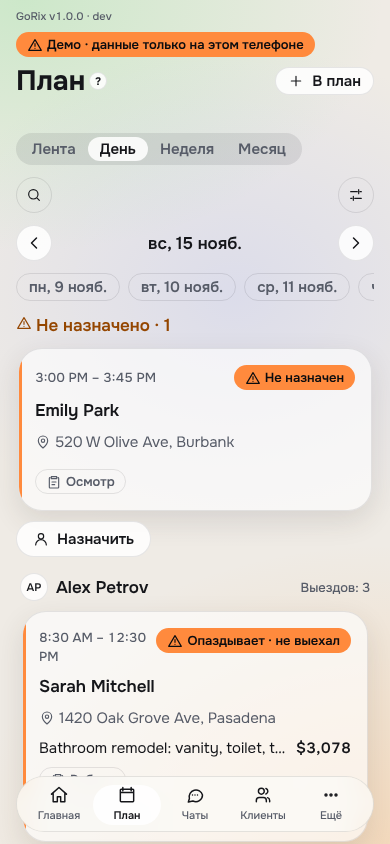 GoRix v1.0.0 · dev
Демо · данные только на этом телефоне
План ?
В план
Лента День Неделя Месяц
вс, 15 нояб.
пн, 9 нояб. вт, 10 нояб. ср, 11 нояб.
Не назначено · 1
3:00 PM – 3:45 PM Не назначен
Emily Park
520 W Olive Ave, Burbank
Осмотр
Назначить
AP Alex Petrov Выездов: 3
8:30 AM – 12:30
PM
Опаздывает · не выехал
Sarah Mitchell
1420 Oak Grove Ave, Pasadena
Bathroom remodel: vanity, toilet, t... $3,078
Главная План Чаты Клиенты Ещё